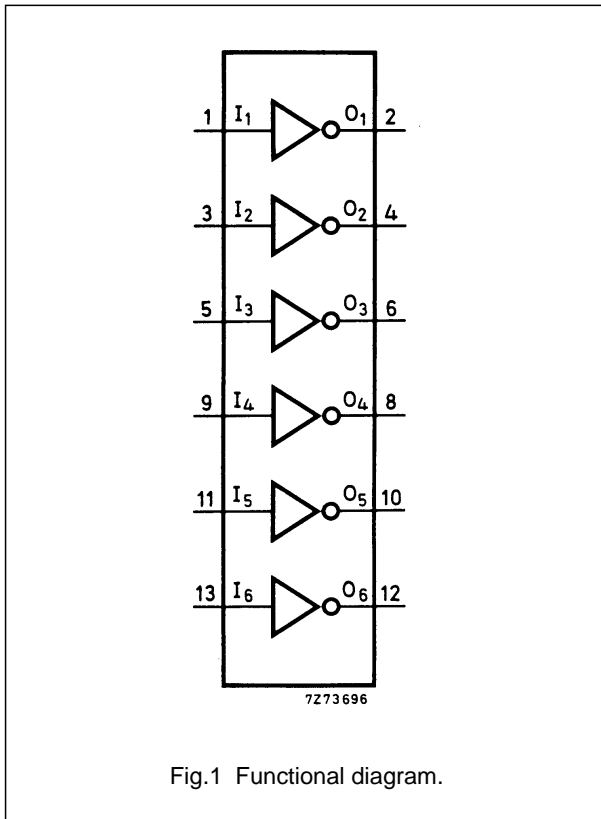 1 I1 O1 2
3 I2 O2 4
5 I3 O3 6
9 I4 O4 8
11 I5 O5 10
13 I6 O6 12
7Z73696
Fig.1 Functional diagram.